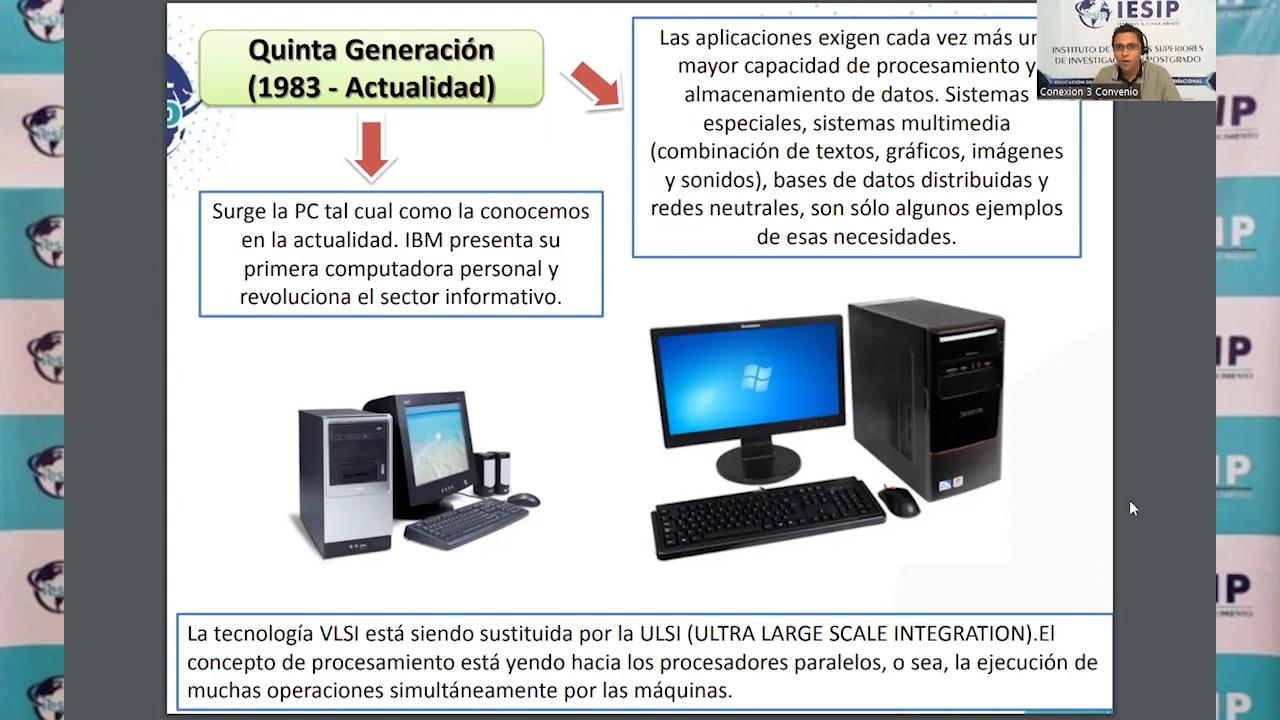 Quinta Generación
(1983 - Actualidad)
Las aplicaciones exigen cada vez más
mayor capacidad de procesamiento y
almacenamiento de datos. Sistemas
especiales, sistemas multimedia
(combinación de textos, gráficos, imágenes
y sonidos), bases de datos distribuidas y
redes neutrales, son sólo algunos ejemplos
de esas necesidades.
Surge la PC tal cual como la conocemos
en la actualidad. IBM presenta su
primera computadora personal y
revoluciona el sector informativo.
La tecnología VLSI está siendo sustituida por la ULSI (ULTRA LARGE SCALE INTEGRATION).El
concepto de procesamiento está yendo hacia los procesadores paralelos, o sea, la ejecución de
muchas operaciones simultáneamente por las máquinas.
IESIP
INSTITUTO DE SUPERIORES
DE POSTGRADO
Conexion 3 Convenio